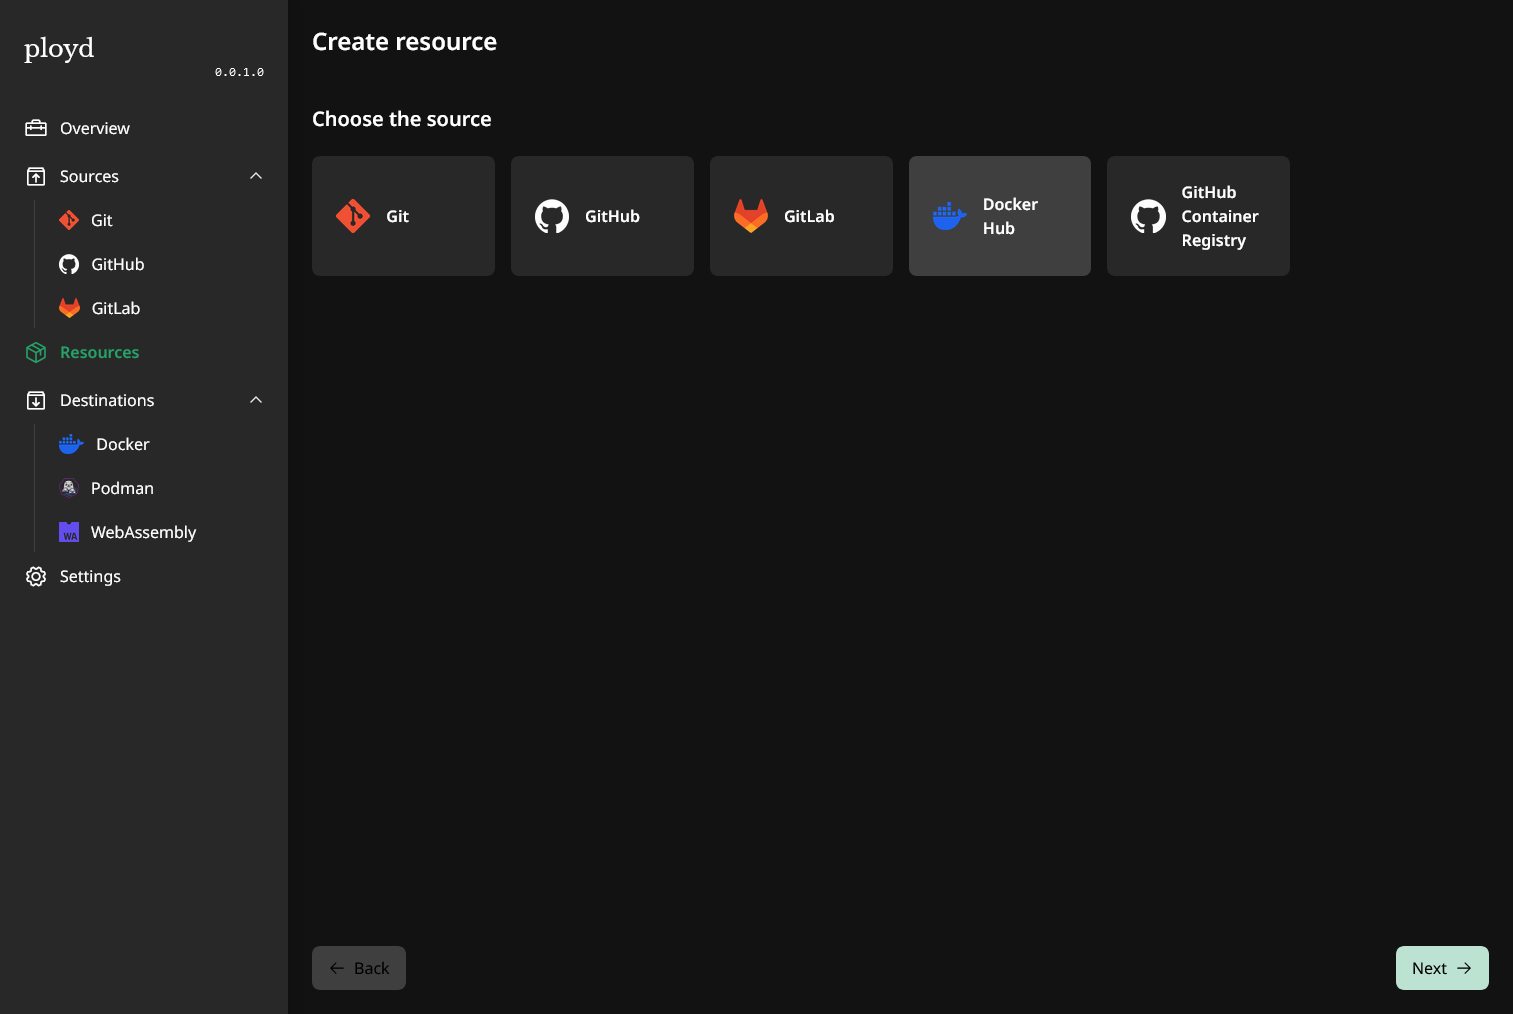 ployd
0.0.1.0
Overview
Sources
Git
GitHub
GitLab
Resources
Destinations
Docker
Podman
WA
WebAssembly
Settings
Create resource
Choose the source
Git
GitHub
GitLab
Docker
Hub
GitHub
Container
Registry
Back
Next